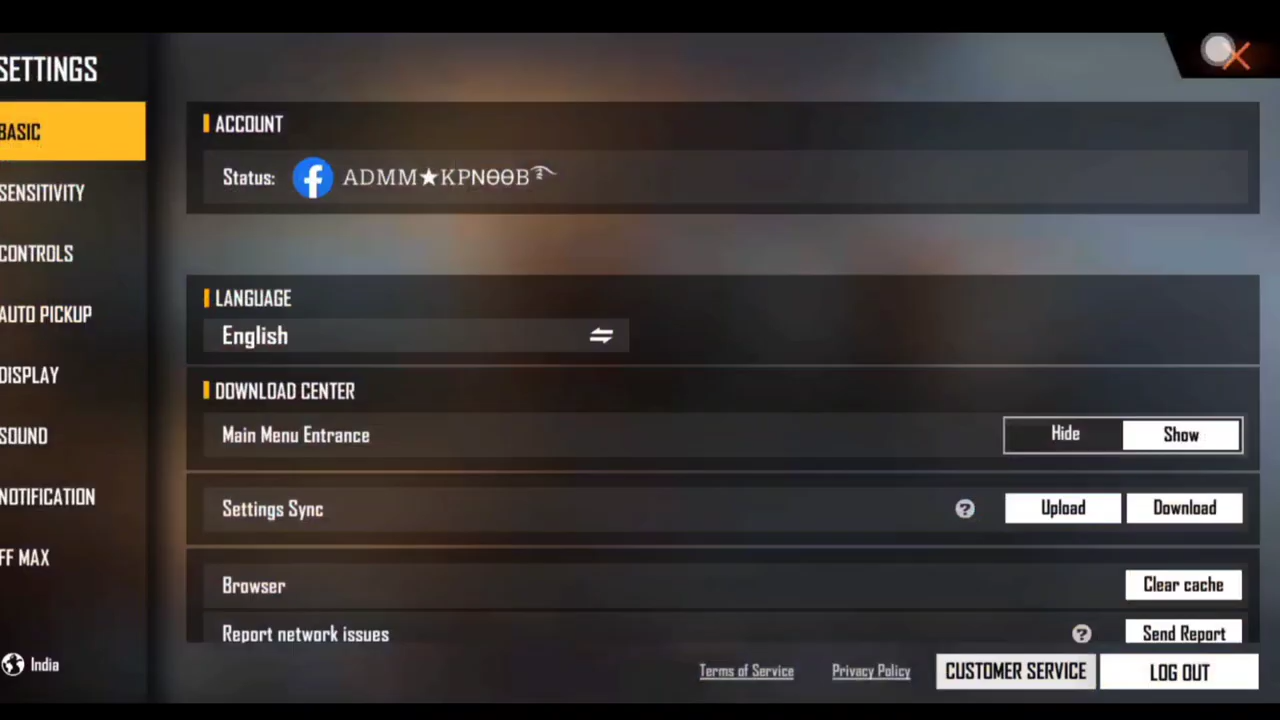 SETTINGS
BASIC
SENSITIVITY
CONTROLS
AUTO PICKUP
DISPLAY
SOUND
NOTIFICATION
FF MAX
India
ACCOUNT
Status: ADMM★KPNѲѲB࿐
LANGUAGE
English
DOWNLOAD CENTER
Main Menu Entrance Hide Show
Settings Sync ? Upload Download
Browser Clear cache
Report network issues ? Send Report
Terms of Service Privacy Policy CUSTOMER SERVICE LOG OUT